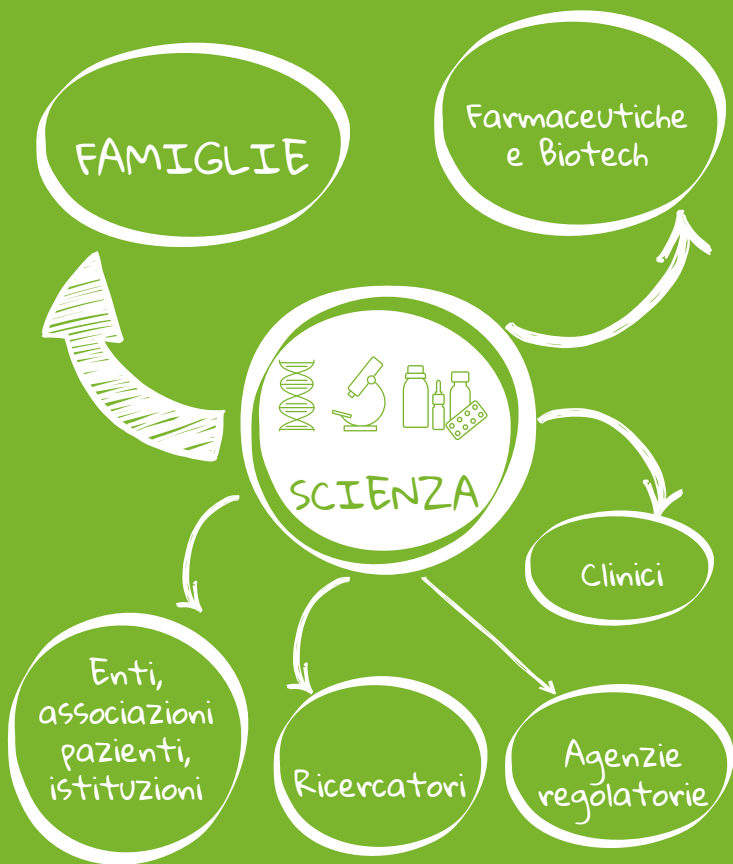 FAMIGLIE
Farmaceutiche
e Biotech
SCIENZA
Clinici
Enti,
associazioni
pazienti,
istituzioni
Ricercatori
Agenzie
regolatorie